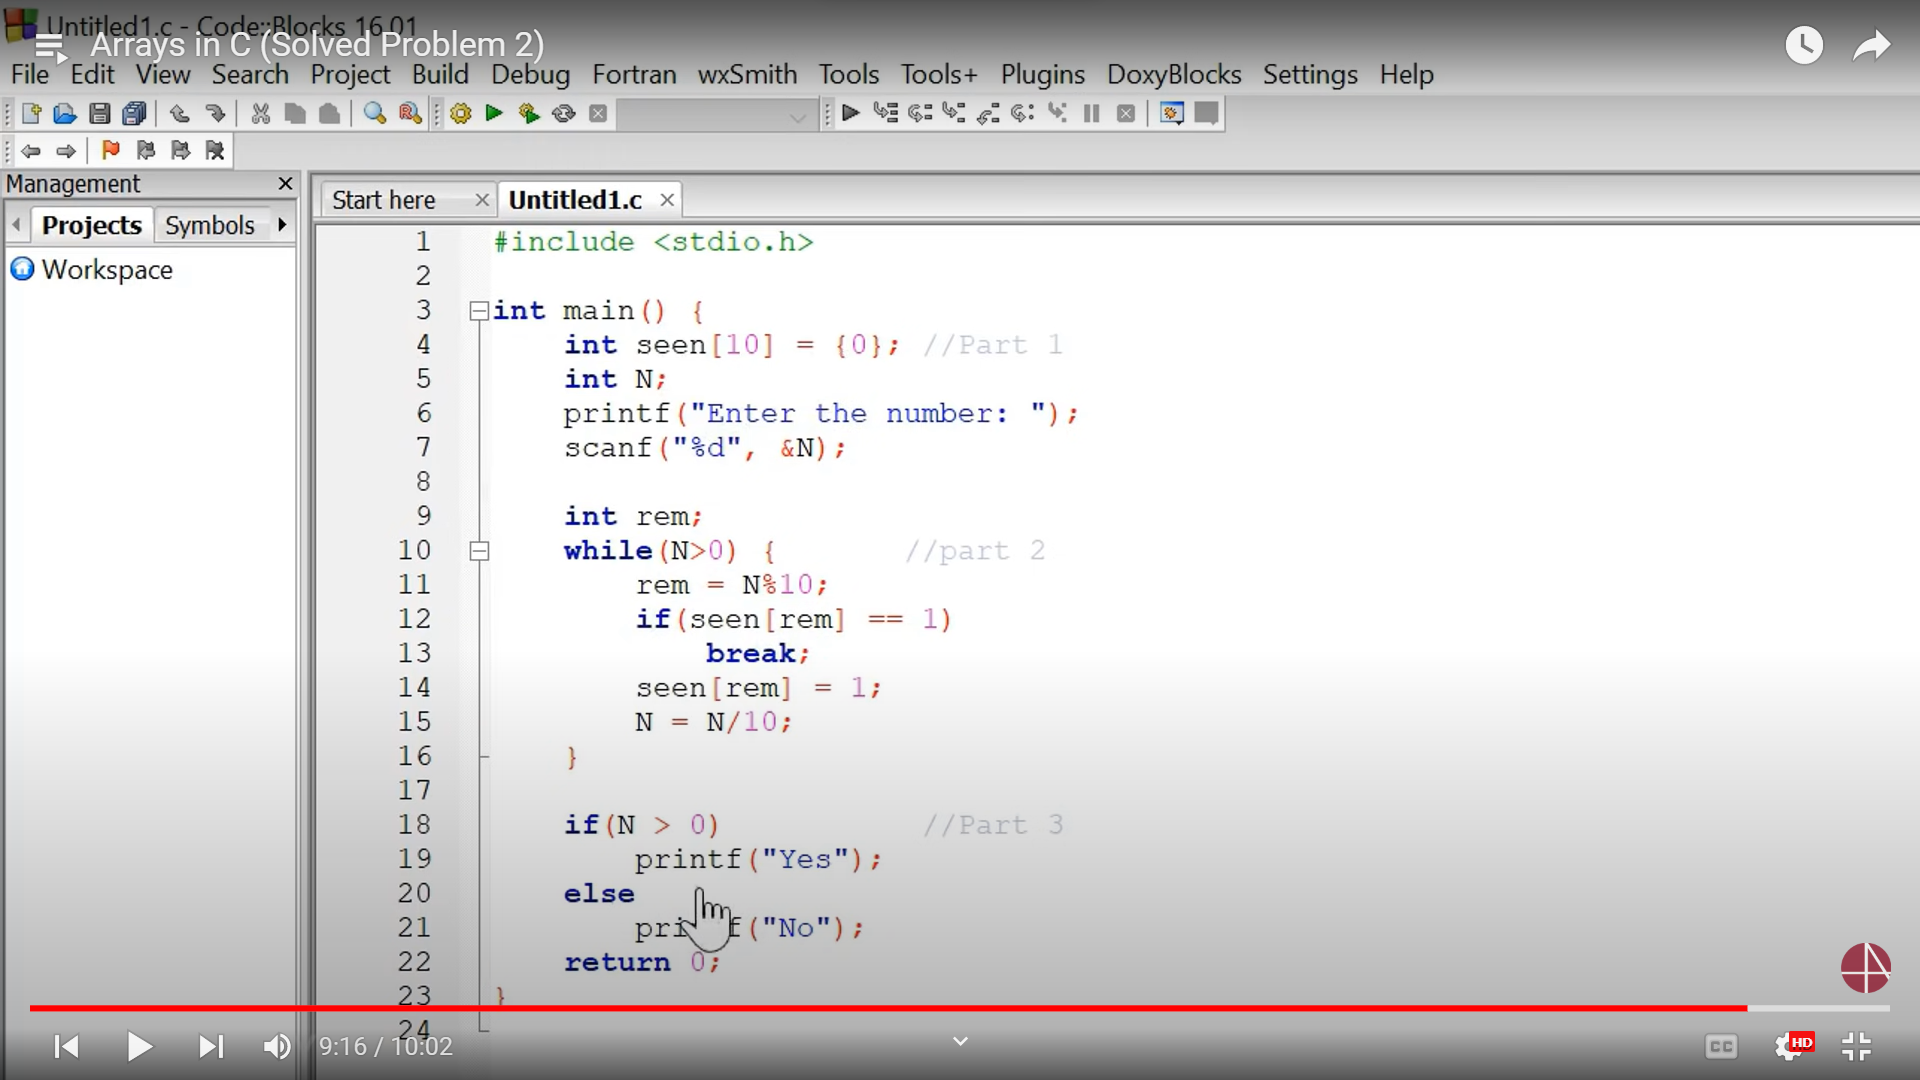 Untitled1.c - Code::Blocks 16.01
Arrays in C (Solved Problem 2)
File Edit View Search Project Build Debug Fortran wxSmith Tools Tools+ Plugins DoxyBlocks Settings Help
Management
Start here Untitled1.c
Projects Symbols
Workspace
1 #include <stdio.h>
2
3 int main() {
4 int seen[10] = {0}; //Part 1
5 int N;
6 printf("Enter the number: ");
7 scanf("%d", &N);
8
9 int rem;
10 while(N>0) { //part 2
11 rem = N%10;
12 if(seen[rem] == 1)
13 break;
14 seen[rem] = 1;
15 N = N/10;
16 }
17
18 if(N > 0) //Part 3
19 printf("Yes");
20 else
21 printf("No");
22 return 0;
23 }
24
9:16 / 10:02
CC
HD